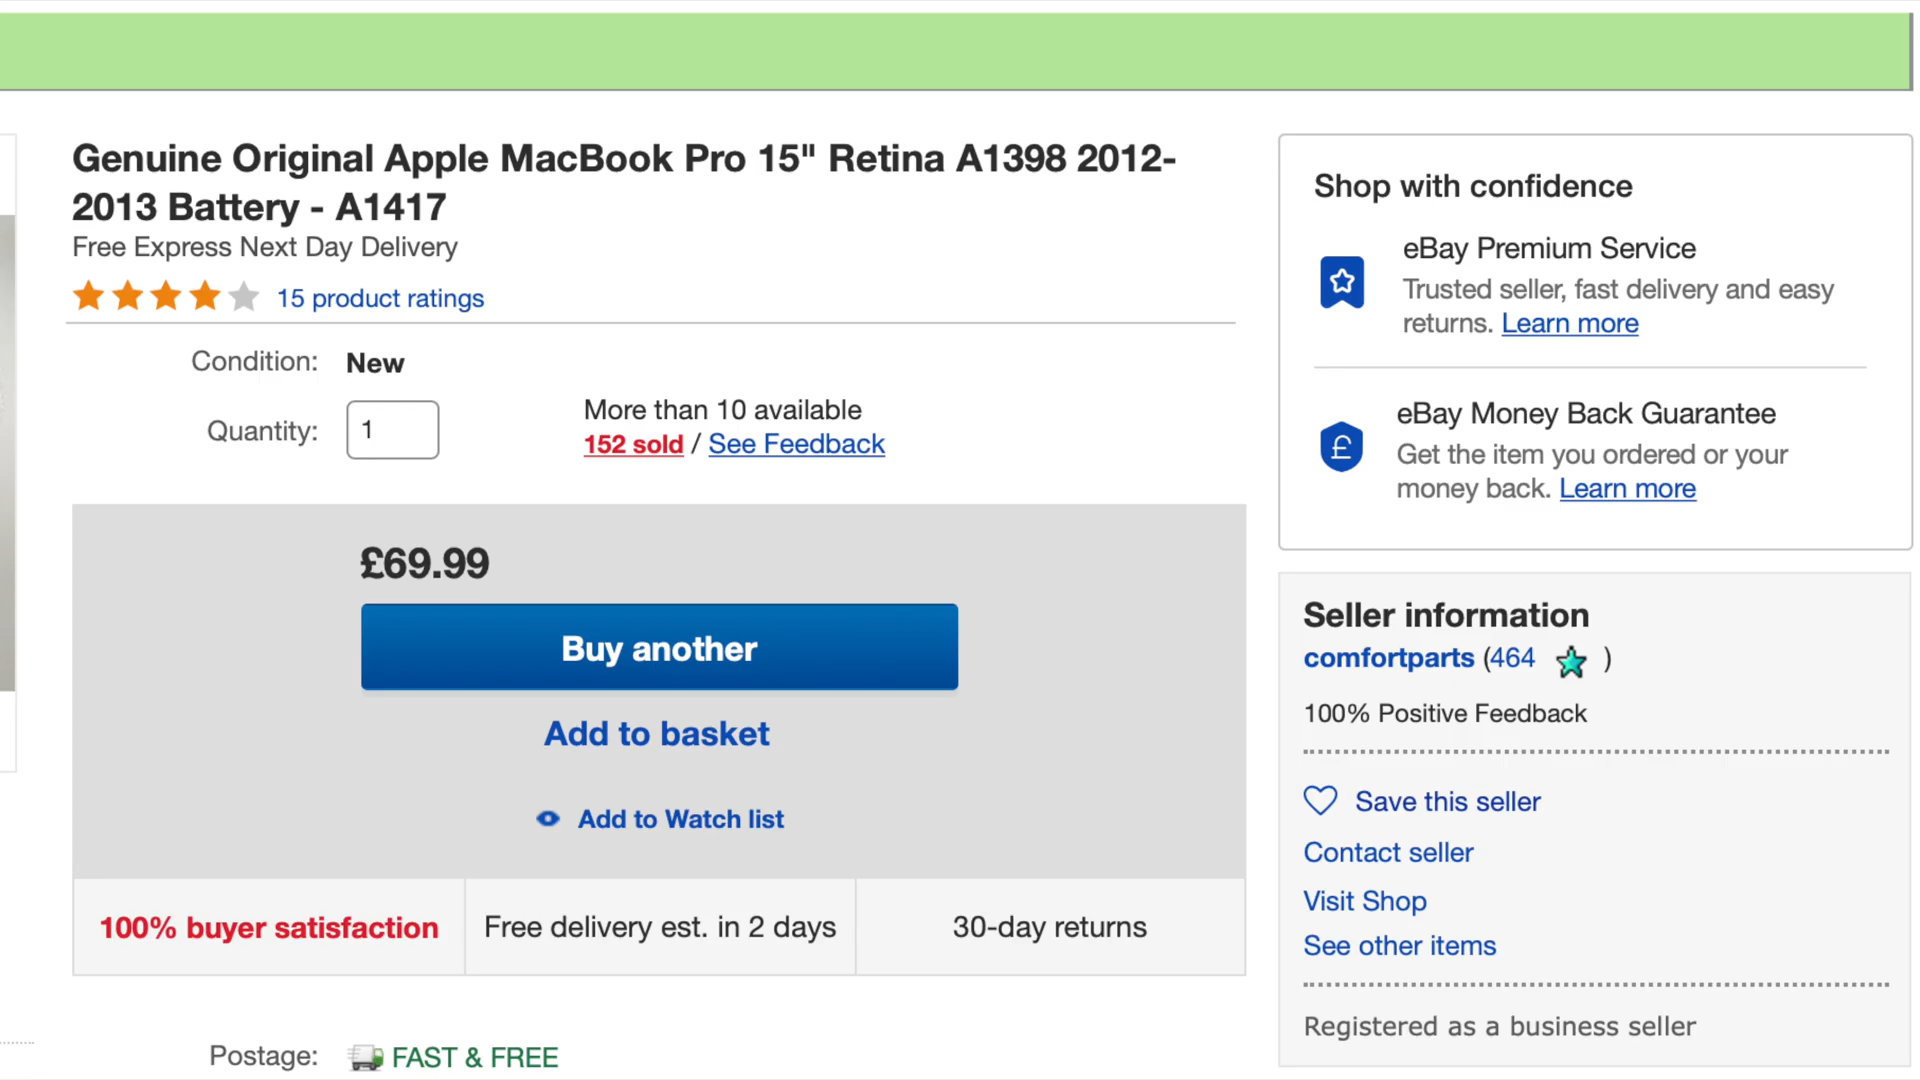 Genuine Original Apple MacBook Pro 15" Retina A1398 2012-
2013 Battery - A1417
Free Express Next Day Delivery
15 product ratings
Condition: New
Quantity: 1
More than 10 available
152 sold / See Feedback
£69.99
Buy another
Add to basket
Add to Watch list
100% buyer satisfaction
Free delivery est. in 2 days
30-day returns
Postage: FAST & FREE
Shop with confidence
eBay Premium Service
Trusted seller, fast delivery and easy
returns. Learn more
£
eBay Money Back Guarantee
Get the item you ordered or your
money back. Learn more
Seller information
comfortparts (464 )
100% Positive Feedback
Save this seller
Contact seller
Visit Shop
See other items
Registered as a business seller